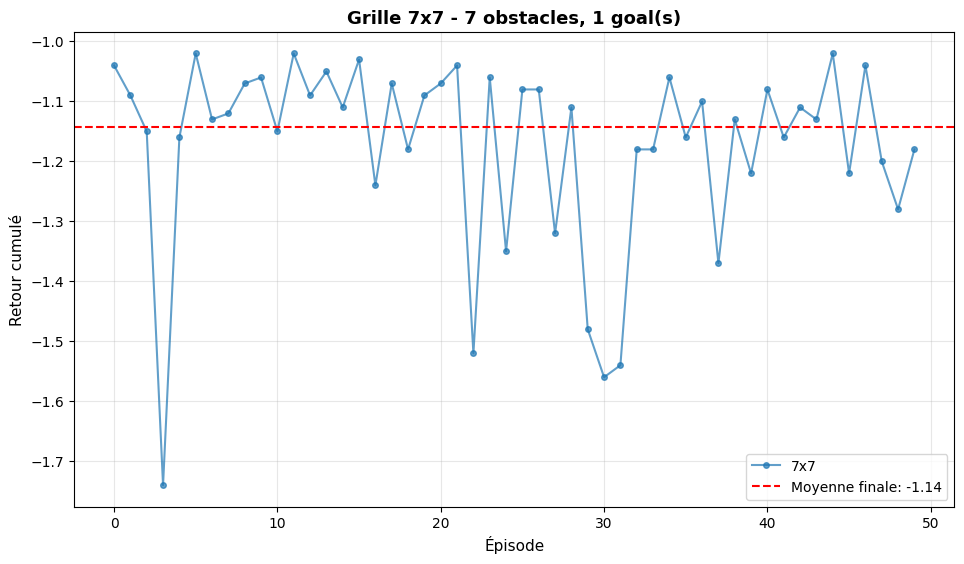 Grille 7x7 - 7 obstacles, 1 goal(s)
−1.0
−1.1
−1.2
−1.3
−1.4
−1.5
−1.6
−1.7
Retour cumulé
0
10
20
30
40
50
Épisode
7x7
Moyenne finale: -1.14